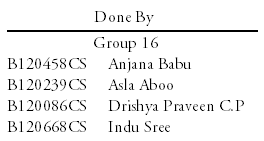 Done By
Group 16
B120458CS Anjana Babu
B120239CS Asla Aboo
B120086CS Drishya Praveen C.P
B120668CS Indu Sree